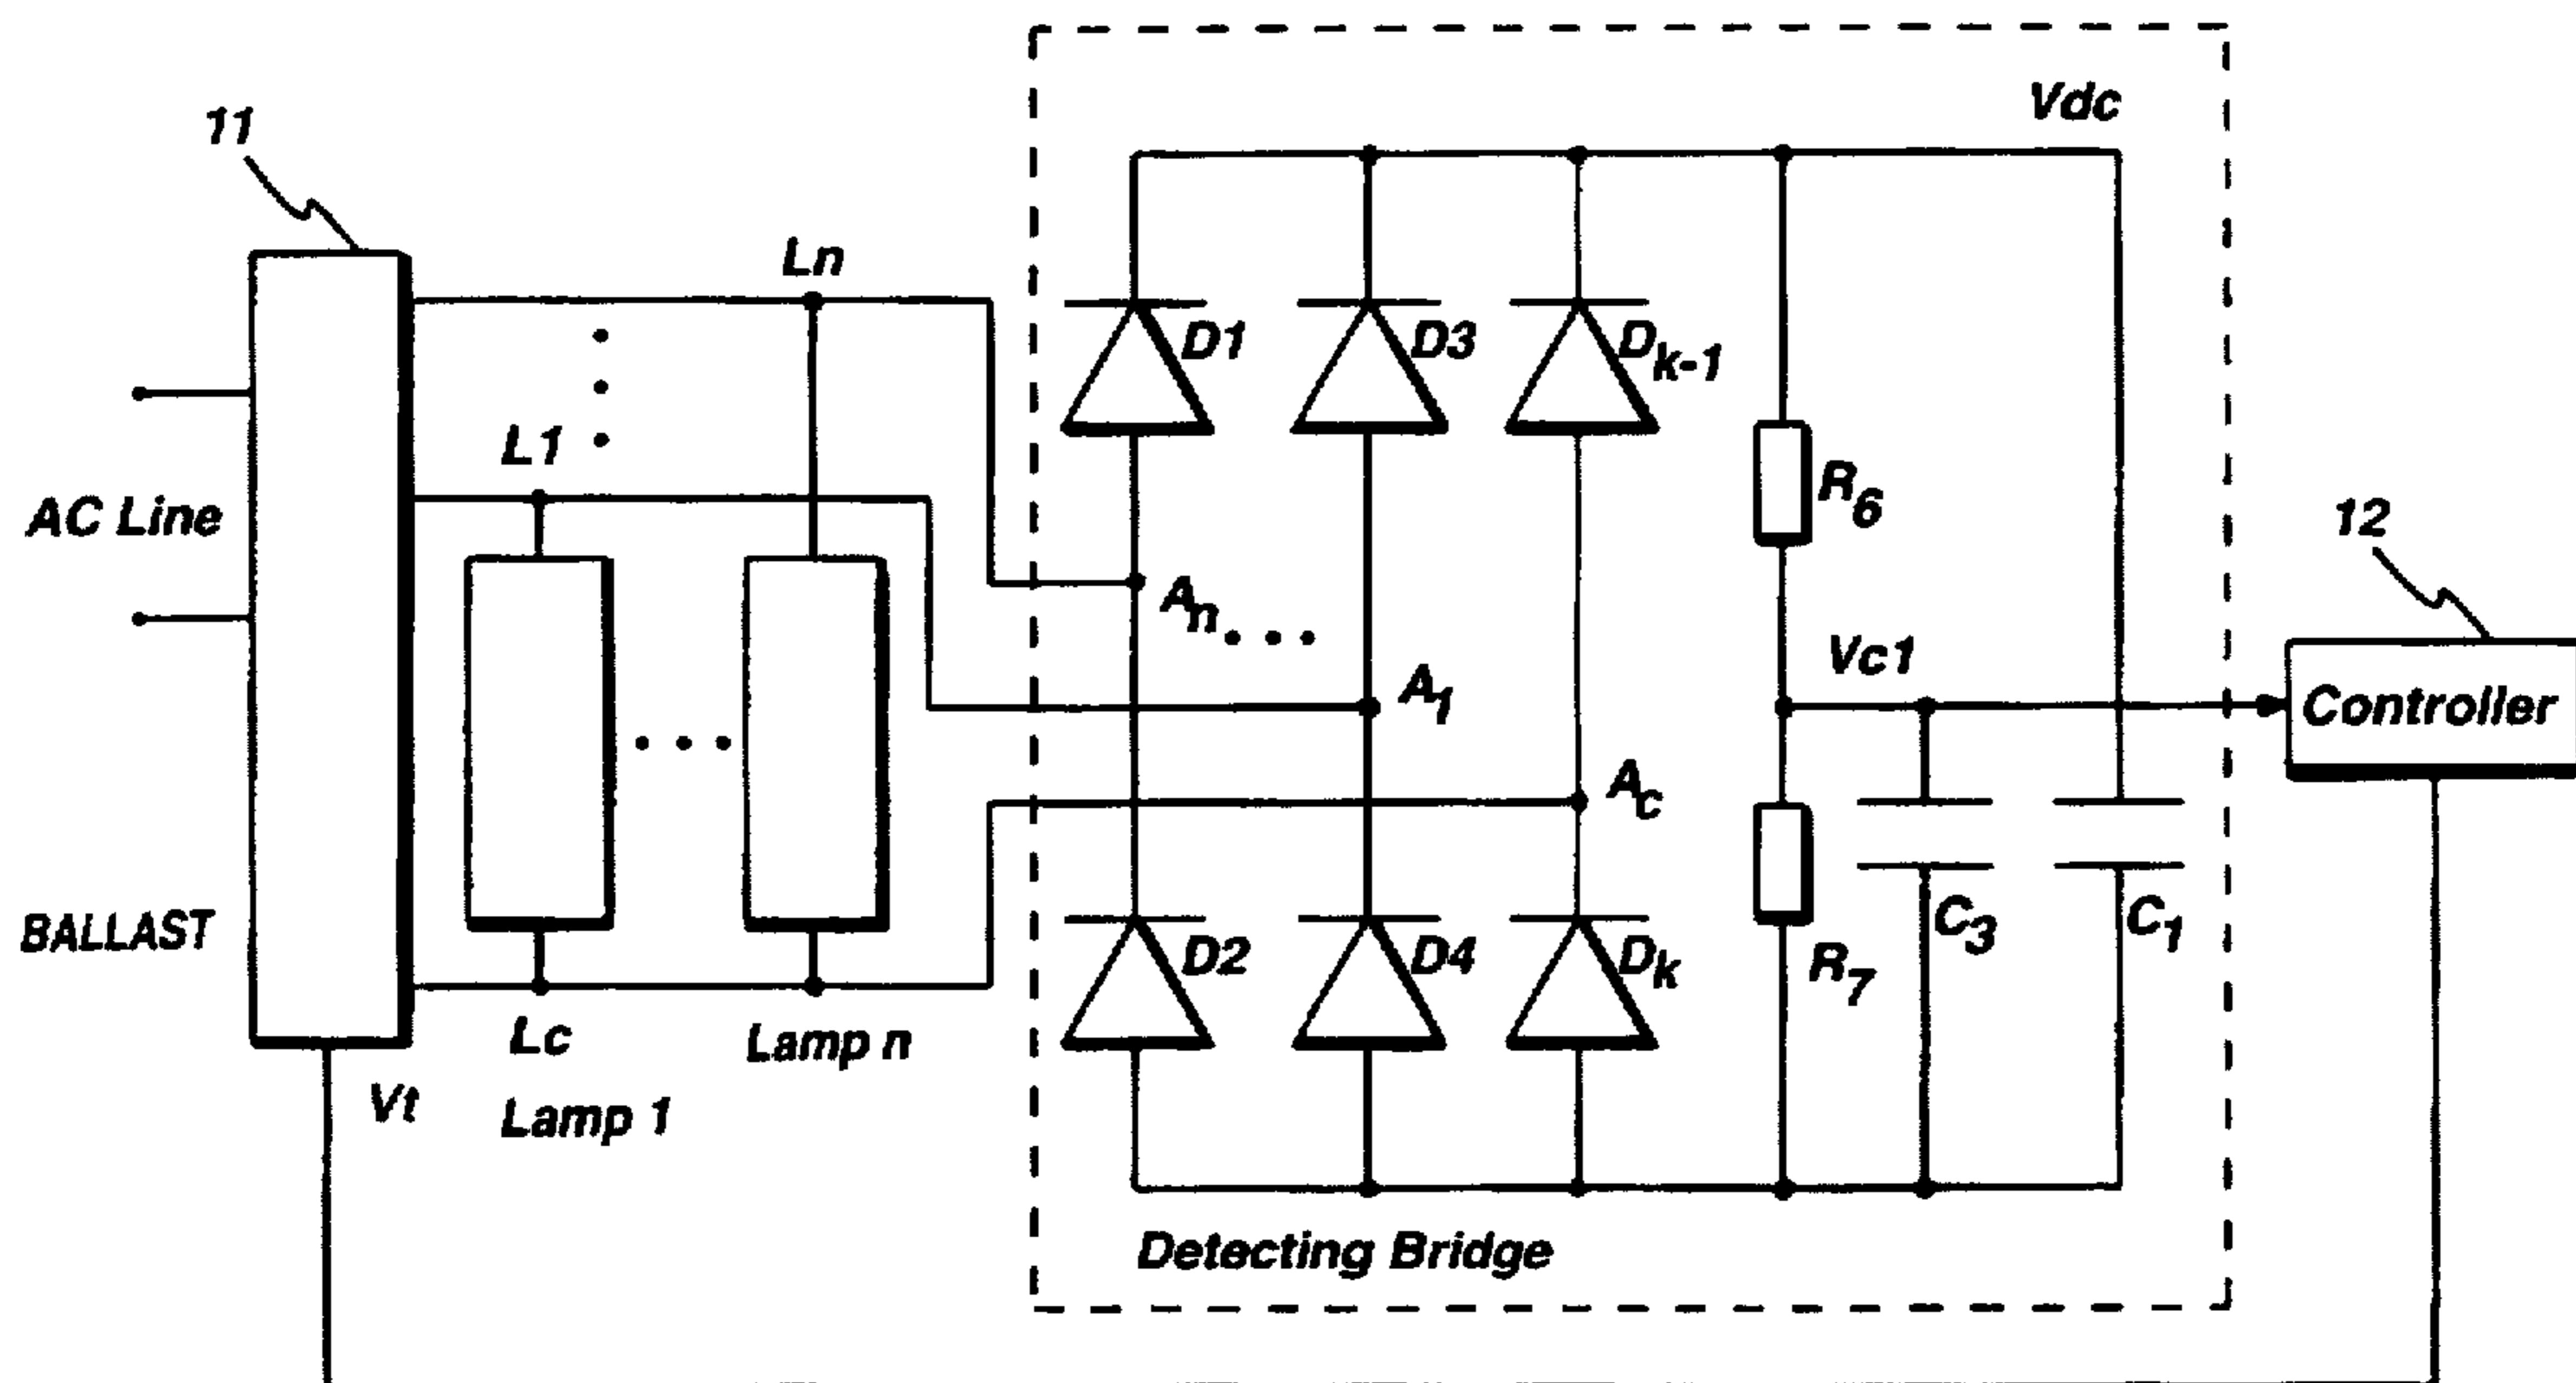 11
AC Line
BALLAST
Vt
L1
Ln
Lc
Lamp 1
Lamp n
Vdc
D1
D3
Dk-1
An
A1
Ac
D2
D4
Dk
R6
R7
Vc1
C3
C1
Detecting Bridge
12
Controller